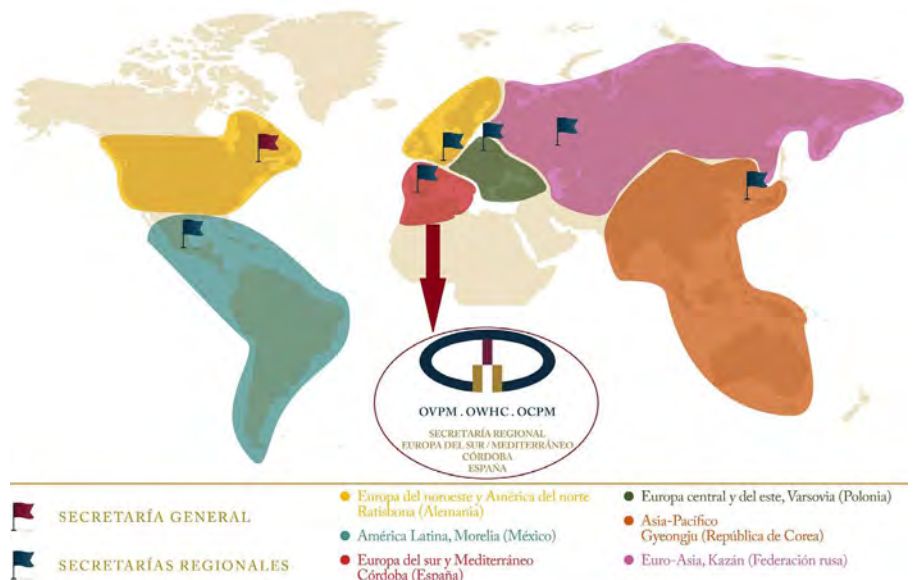 OVPM . OWHC . OCPM
SECRETARÍA REGIONAL
EUROPA DEL SUR / MEDITERRÁNEO
CÓRDOBA
ESPAÑA
SECRETARÍA GENERAL
SECRETARÍAS REGIONALES
Europa del noroeste y América del norte
Ratisbona (Alemania)
América Latina, Morelia (México)
Europa del sur y Mediterráneo
Córdoba (España)
Europa central y del este, Varsovia (Polonia)
Asia-Pacífico
Gyeongju (República de Corea)
Euro-Asia, Kazán (Federación rusa)